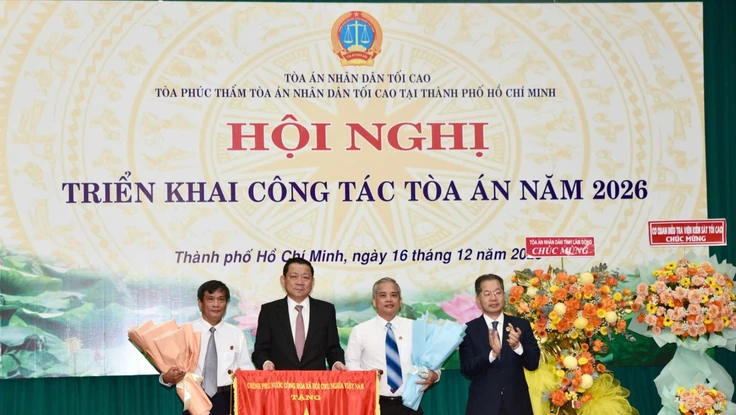 TÒA ÁN NHÂN DÂN TỐI CAO
TÒA PHÚC THẨM TÒA ÁN NHÂN DÂN TỐI CAO TẠI THÀNH PHỐ HỒ CHÍ MINH
HỘI NGHỊ
TRIỂN KHAI CÔNG TÁC TÒA ÁN NĂM 2026
Thành phố Hồ Chí Minh, ngày 16 tháng 12 năm
TÒA ÁN NHÂN DÂN TỈNH LÂM ĐỒNG
CHÚC MỪNG
CƠ QUAN ĐIỀU TRA VIỆN KIỂM SÁT TỐI CAO
CHÚC MỪNG
CHÍNH PHỦ NƯỚC CỘNG HÒA XÃ HỘI CHỦ NGHĨA VIỆT NAM
TẶNG